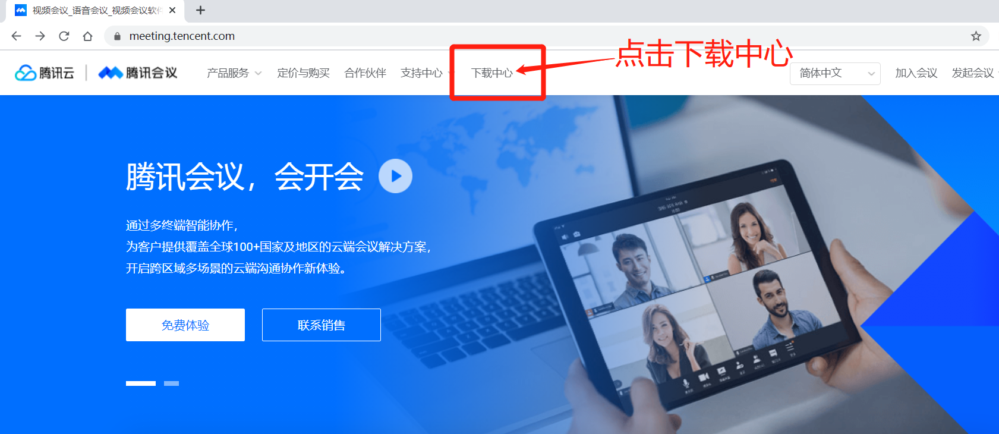 视频会议_语音会议_视频会议软件
meeting.tencent.com
点击下载中心
腾讯云 腾讯会议 产品服务 定价与购买 合作伙伴 支持中心 下载中心 简体中文 加入会议 发起会议
腾讯会议，会开会
通过多终端智能协作，
为客户提供覆盖全球100+国家及地区的云端会议解决方案，
开启跨区域多场景的云端沟通协作新体验。
免费体验 联系销售